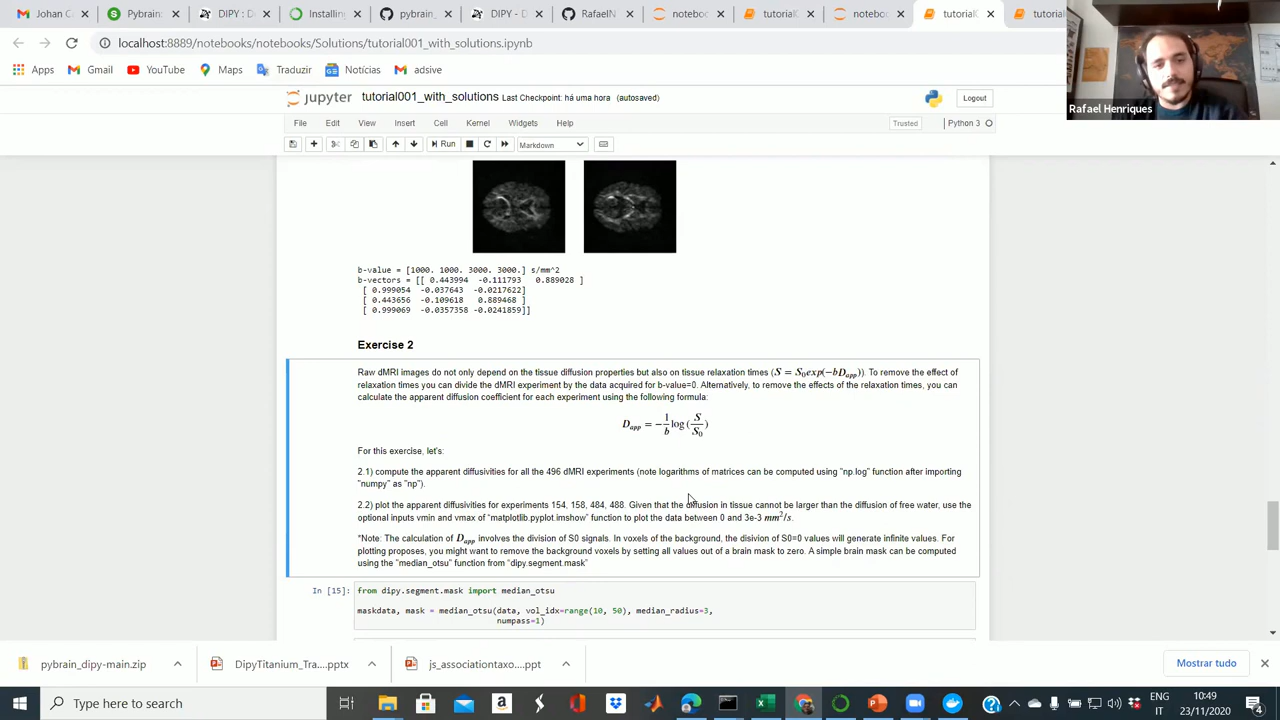 Johan C
Pybrain
DIPY : D
Installing
pybrain_
DIPY - D
RafaelN
noteboo
tutorial(
noteboo
tutorial(
tutorial(
localhost:8889/notebooks/notebooks/Solutions/tutorial001_with_solutions.ipynb
Apps Gmail YouTube Maps Traduzir Notícias adsive
Rafael Henriques
jupyter tutorial001_with_solutions Last Checkpoint: há uma hora (autosaved) Logout
File Edit View Insert Cell Kernel Widgets Help Trusted Python 3
Run Markdown
b-value = [1000. 1000. 3000. 3000.] s/mm^2
b-vectors = [[ 0.443994 -0.111793 0.889028 ]
[ 0.999054 -0.037643 -0.0217622]
[ 0.443656 -0.109618 0.889468 ]
[ 0.999069 -0.0357358 -0.0241859]]
Exercise 2
Raw dMRI images do not only depend on the tissue diffusion properties but also on tissue relaxation times (S = S0exp(−bDapp)). To remove the effect of
relaxation times you can divide the dMRI experiment by the data acquired for b-value=0. Alternatively, to remove the effects of the relaxation times, you can
calculate the apparent diffusion coefficient for each experiment using the following formula:
Dapp = −1/b log (S/S0)
For this exercise, let's:
2.1) compute the apparent diffusivities for all the 496 dMRI experiments (note logarithms of matrices can be computed using "np.log" function after importing
"numpy" as "np").
2.2) plot the apparent diffusivities for experiments 154, 158, 484, 488. Given that the diffusion in tissue cannot be larger than the diffusion of free water, use the
optional inputs vmin and vmax of "matplotlib.pyplot.imshow" function to plot the data between 0 and 3e-3 mm²/s.
*Note: The calculation of Dapp involves the division of S0 signals. In voxels of the background, the disivion of S0=0 values will generate infinite values. For
plotting proposes, you might want to remove the background voxels by setting all values out of a brain mask to zero. A simple brain mask can be computed
using the "median_otsu" function from "dipy.segment.mask"
In [15]: from dipy.segment.mask import median_otsu
maskdata, mask = median_otsu(data, vol_idx=range(10, 50), median_radius=3,
numpass=1)
pybrain_dipy-main.zip DipyTitanium_Tra....pptx js_associationtaxo....ppt Mostrar tudo
Type here to search
ENG 10:49
IT 23/11/2020
4